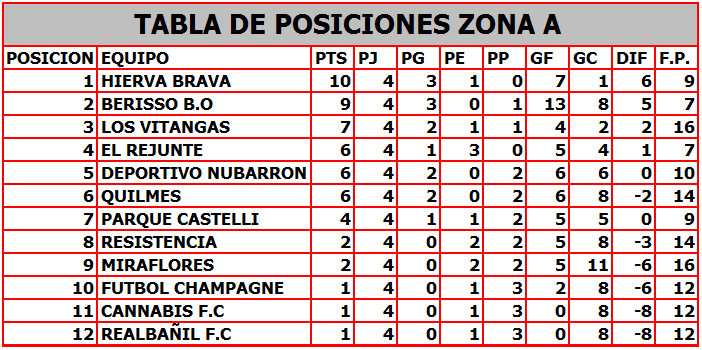 TABLA DE POSICIONES ZONA A
POSICION EQUIPO PTS PJ PG PE PP GF GC DIF F.P.
1 HIERVA BRAVA 10 4 3 1 0 7 1 6 9
2 BERISSO B.O 9 4 3 0 1 13 8 5 7
3 LOS VITANGAS 7 4 2 1 1 4 2 2 16
4 EL REJUNTE 6 4 1 3 0 5 4 1 7
5 DEPORTIVO NUBARRON 6 4 2 0 2 6 6 0 10
6 QUILMES 6 4 2 0 2 6 8 -2 14
7 PARQUE CASTELLI 4 4 1 1 2 5 5 0 9
8 RESISTENCIA 2 4 0 2 2 5 8 -3 14
9 MIRAFLORES 2 4 0 2 2 5 11 -6 16
10 FUTBOL CHAMPAGNE 1 4 0 1 3 2 8 -6 12
11 CANNABIS F.C 1 4 0 1 3 0 8 -8 12
12 REALBAÑIL F.C 1 4 0 1 3 0 8 -8 12